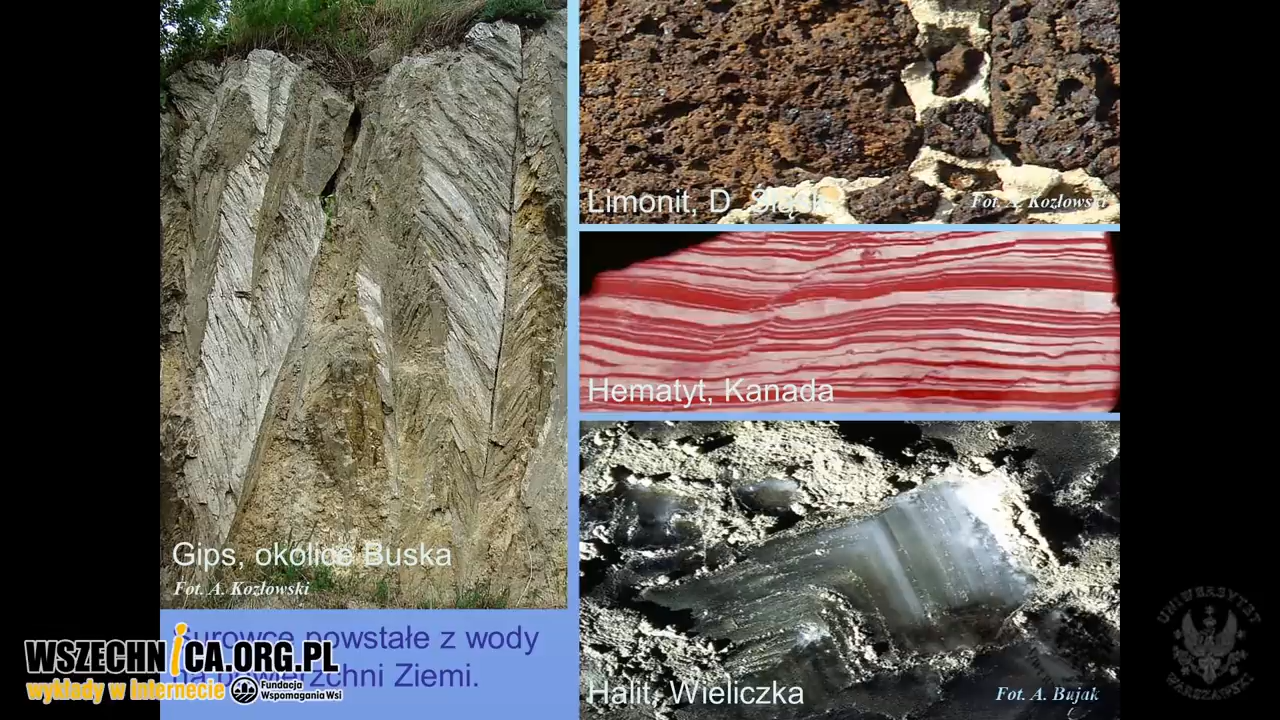 Limonit, D. Śląsk
Fot. A. Kozłowski
Hematyt, Kanada
Gips, okolice Buska
Fot. A. Kozłowski
Surowce powstałe z wody
na powierzchni Ziemi.
Halit, Wieliczka
Fot. A. Bujak
WSZECHNICA.ORG.PL
wykłady w Internecie
Fundacja
Wspomagania Wsi
UNIWERSYTET
WARSZAWSKI